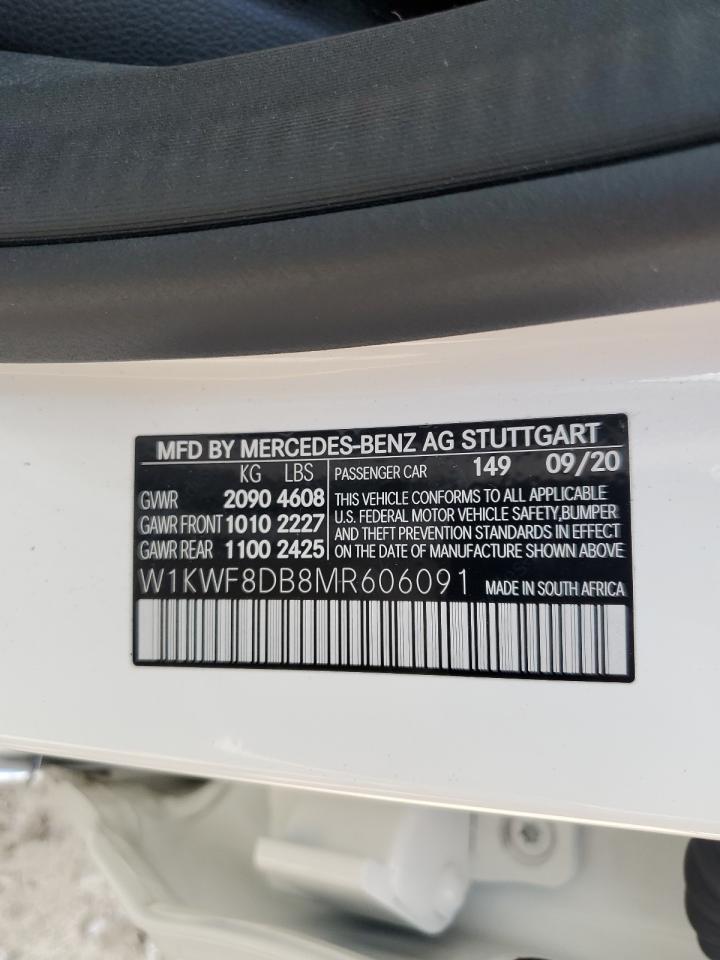 MFD BY MERCEDES-BENZ AG STUTTGART
KG LBS
GVWR 2090 4608
GAWR FRONT 1010 2227
GAWR REAR 1100 2425
PASSENGER CAR 149 09/20
THIS VEHICLE CONFORMS TO ALL APPLICABLE
U.S. FEDERAL MOTOR VEHICLE SAFETY,BUMPER
AND THEFT PREVENTION STANDARDS IN EFFECT
ON THE DATE OF MANUFACTURE SHOWN ABOVE
W1KWF8DB8MR606091 MADE IN SOUTH AFRICA